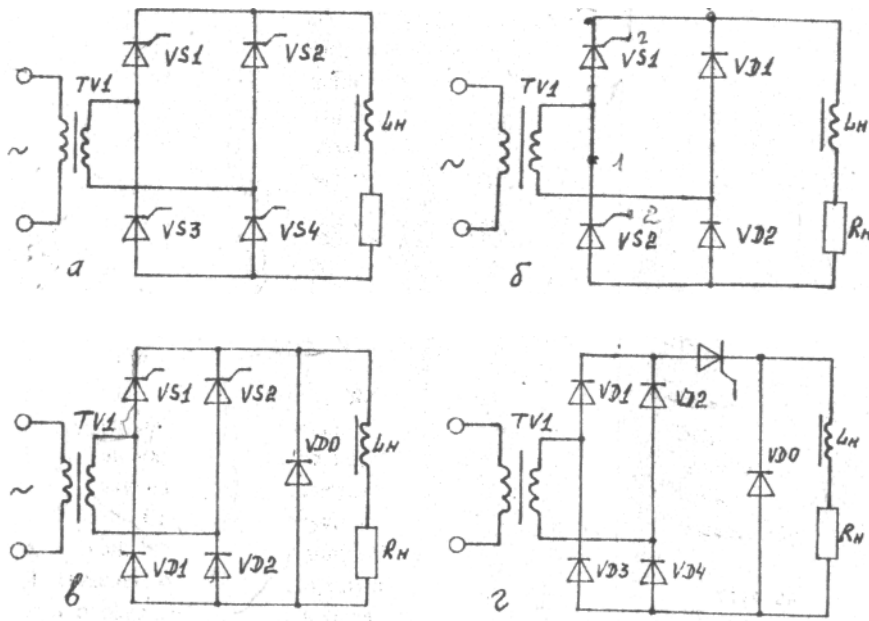 VS1 VS2
TV1
Lн
~
VS3 VS4
а
2
VS1 VD1
TV1
Lн
~
1
2
VS2 VD2
Rн
б
VS1 VS2
TV1
VD0
Lн
~
VD1 VD2
Rн
в
VD1 VD2
TV1
VD0
Lн
~
VD3 VD4
Rн
г